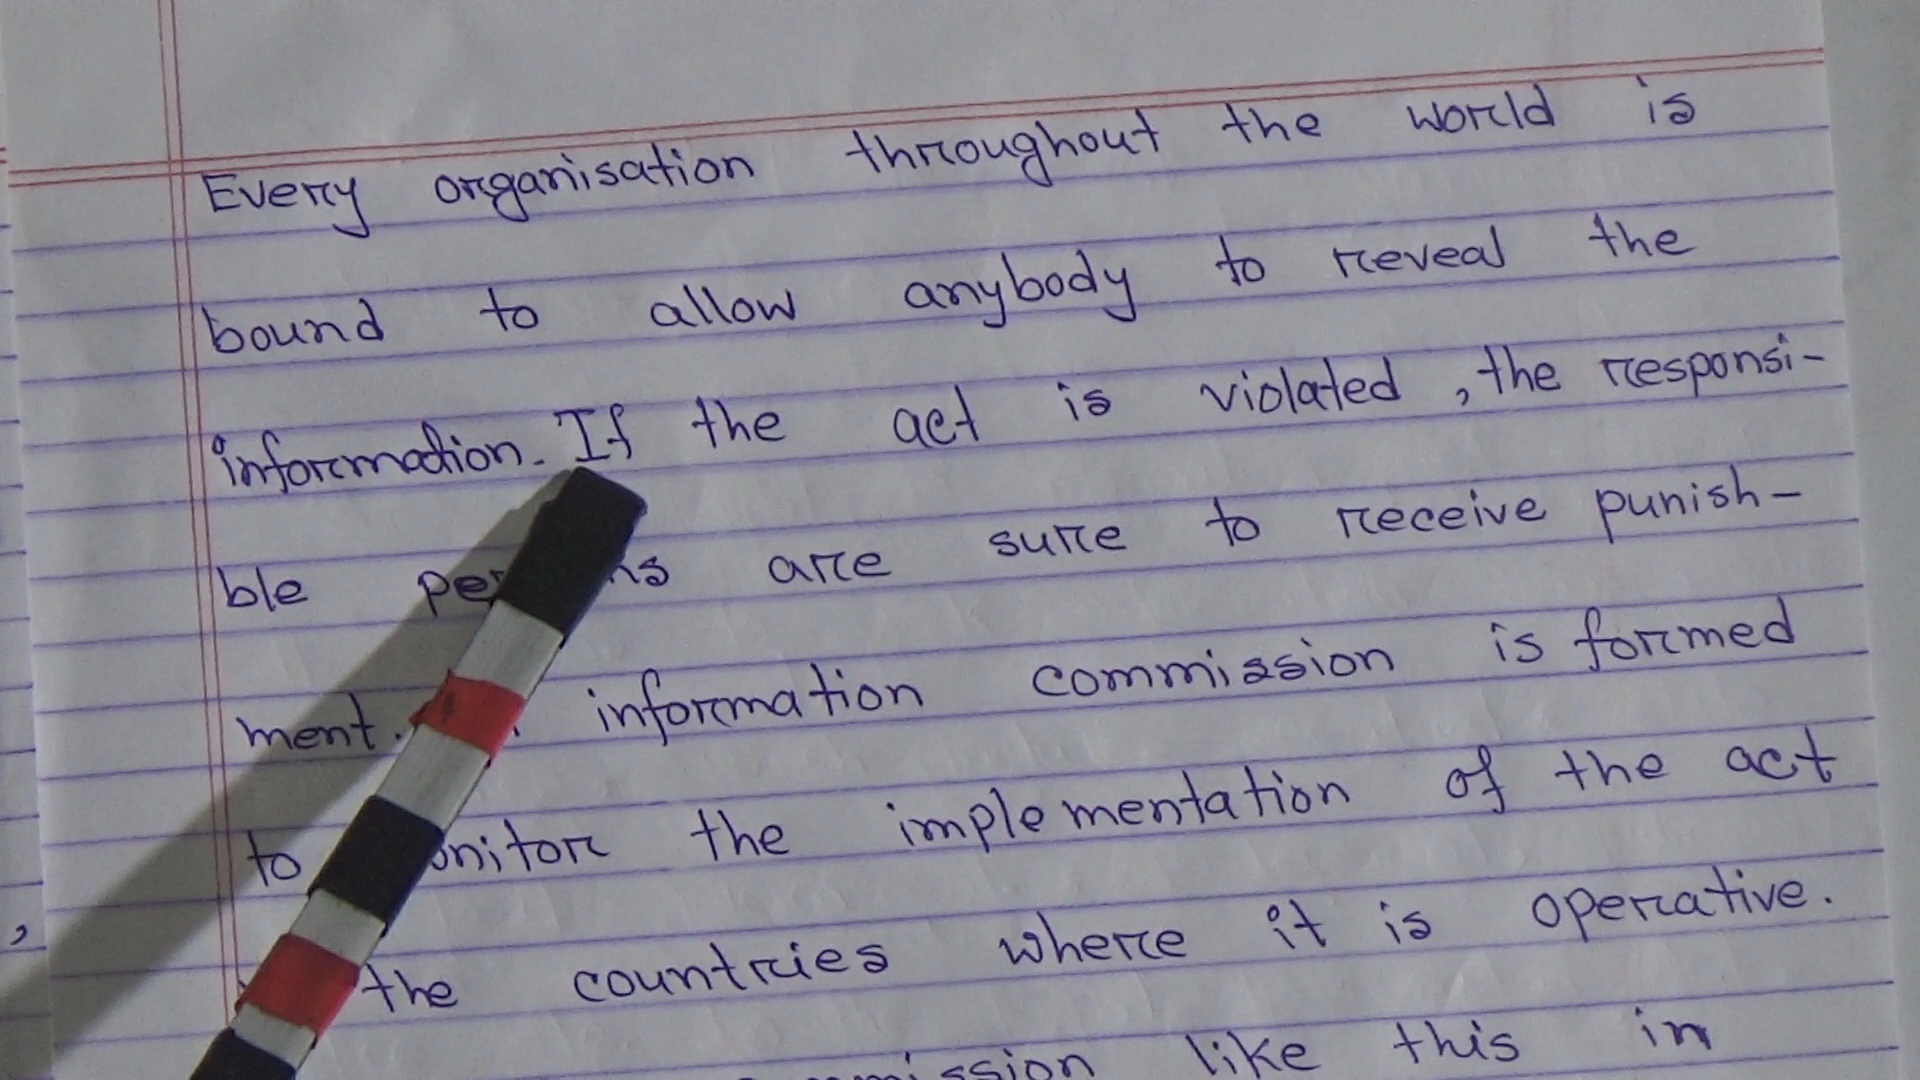 Every organisation throughout the world is
bound to allow anybody to reveal the
information. If the act is violated, the responsi-
ble are sure to receive punish-
ment. information commission is formed
to the implementation of the act
the countries where it is operative.
like this in